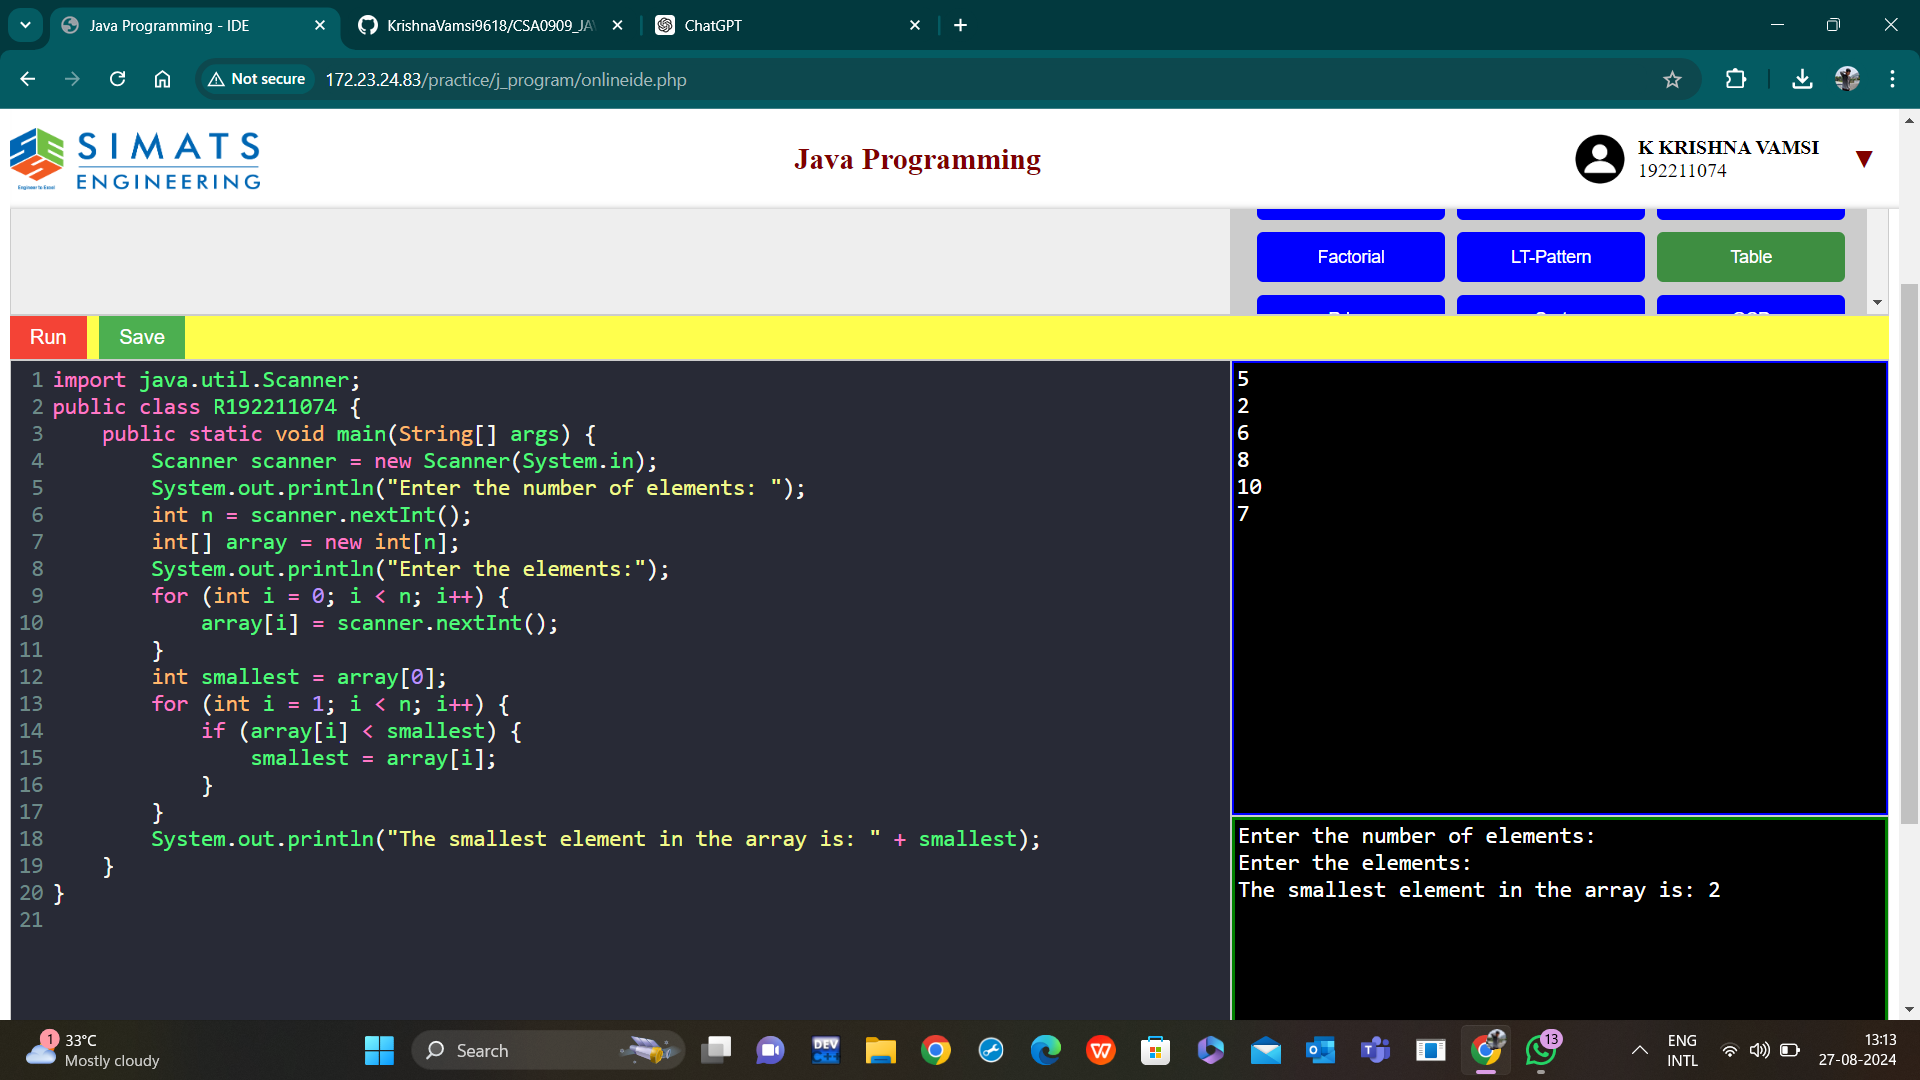 Java Programming - IDE
KrishnaVamsi9618/CSA0909_JA
ChatGPT
Not secure
172.23.24.83/practice/j_program/onlineide.php
SIMATS
ENGINEERING
Engineer to Excel
Java Programming
K KRISHNA VAMSI
192211074
Factorial
LT-Pattern
Table
Run
Save
1 import java.util.Scanner;
2 public class R192211074 {
3 public static void main(String[] args) {
4 Scanner scanner = new Scanner(System.in);
5 System.out.println("Enter the number of elements: ");
6 int n = scanner.nextInt();
7 int[] array = new int[n];
8 System.out.println("Enter the elements:");
9 for (int i = 0; i < n; i++) {
10 array[i] = scanner.nextInt();
11 }
12 int smallest = array[0];
13 for (int i = 1; i < n; i++) {
14 if (array[i] < smallest) {
15 smallest = array[i];
16 }
17 }
18 System.out.println("The smallest element in the array is: " + smallest);
19 }
20 }
21
5
2
6
8
10
7
Enter the number of elements:
Enter the elements:
The smallest element in the array is: 2
1
33°C
Mostly cloudy
Search
DEV
C++
13
ENG
INTL
13:13
27-08-2024